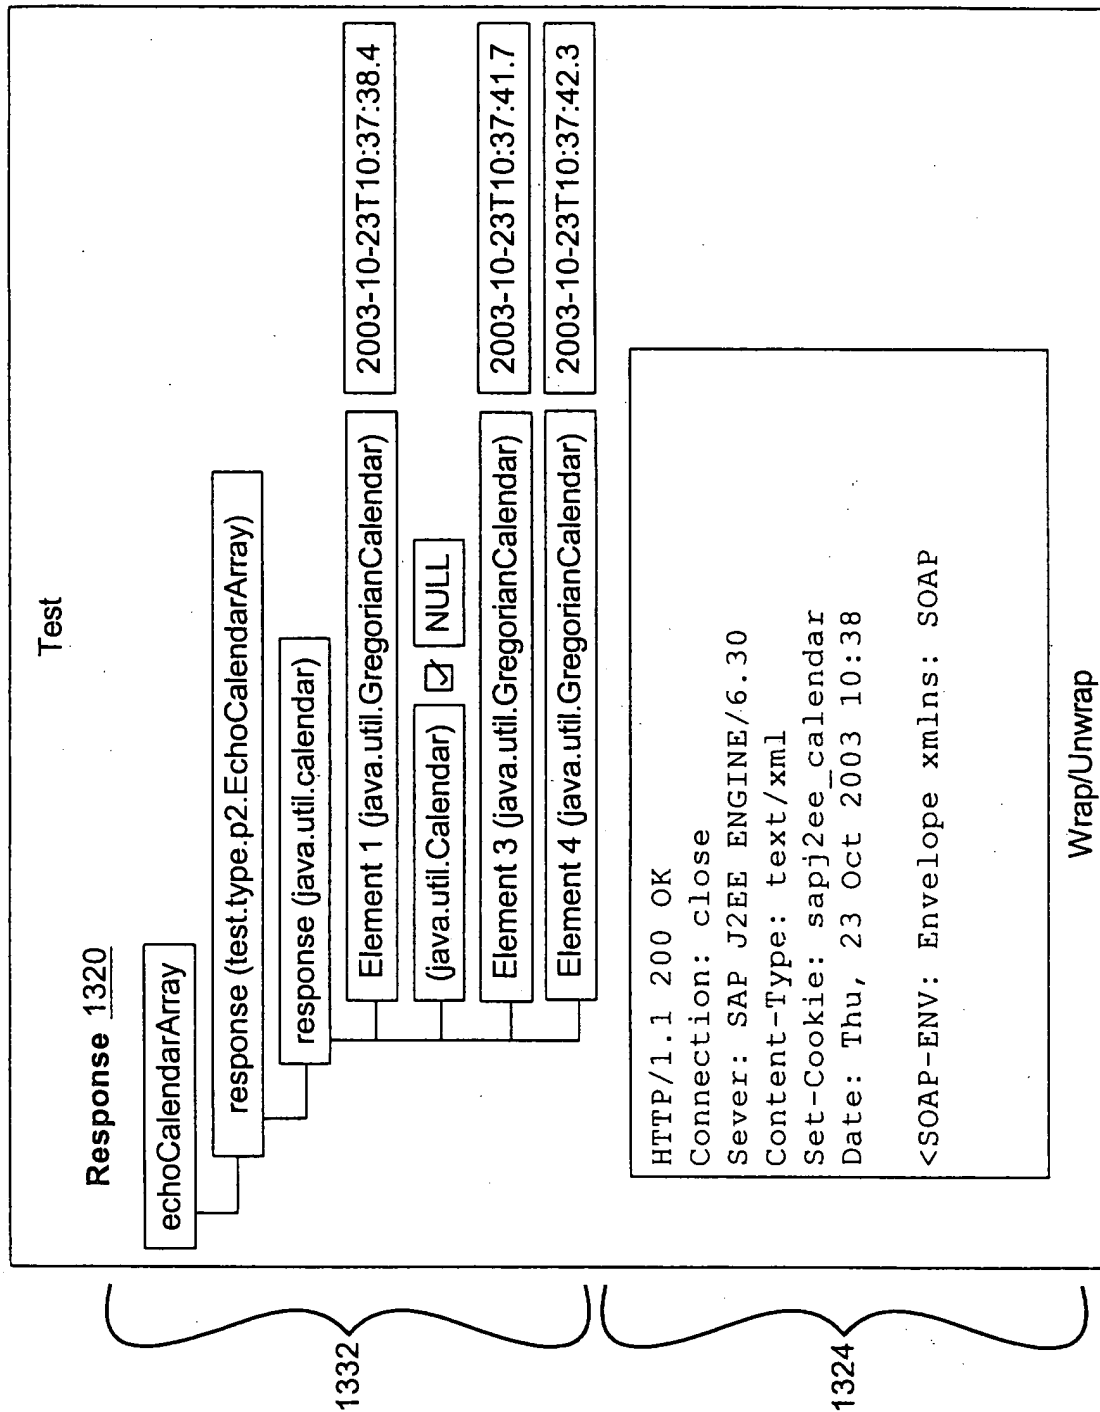 Test
Response 1320
echoCalendarArray
response (test.type.p2.EchoCalendarArray)
response (java.util.calendar)
Element 1 (java.util.GregorianCalendar) 2003-10-23T10:37:38.4
(java.util.Calendar) NULL
Element 3 (java.util.GregorianCalendar) 2003-10-23T10:37:41.7
Element 4 (java.util.GregorianCalendar) 2003-10-23T10:37:42.3
1332
HTTP/1.1 200 OK
Connection: close
Sever: SAP J2EE ENGINE/6.30
Content-Type: text/xml
Set-Cookie: sapj2ee_calendar
Date: Thu, 23 Oct 2003 10:38
<SOAP-ENV: Envelope xmlns: SOAP
1324
Wrap/Unwrap